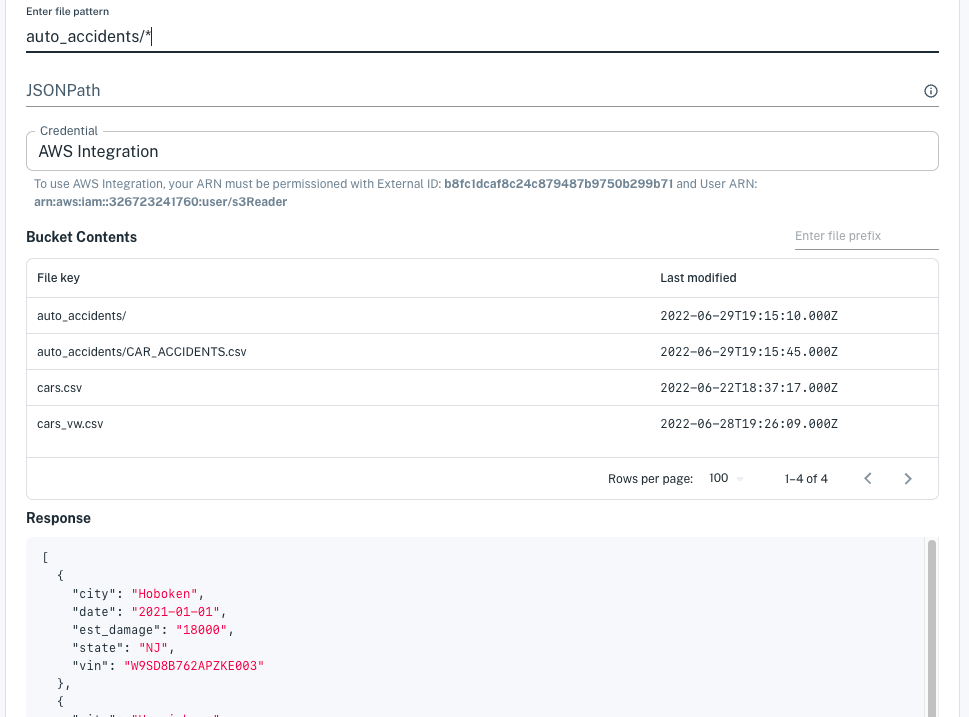 Enter file pattern
auto_accidents/*
JSONPath
Credential
AWS Integration
To use AWS Integration, your ARN must be permissioned with External ID: b8fc1dcaf8c24c879487b9750b299b71 and User ARN:
arn:aws:iam::326723241760:user/s3Reader
Bucket Contents
Enter file prefix
File key Last modified
auto_accidents/ 2022-06-29T19:15:10.000Z
auto_accidents/CAR_ACCIDENTS.csv 2022-06-29T19:15:45.000Z
cars.csv 2022-06-22T18:37:17.000Z
cars_vw.csv 2022-06-28T19:26:09.000Z
Rows per page: 100 1–4 of 4
Response
[
{
"city": "Hoboken",
"date": "2021-01-01",
"est_damage": "18000",
"state": "NJ",
"vin": "W9SD8B762APZKE003"
},
{